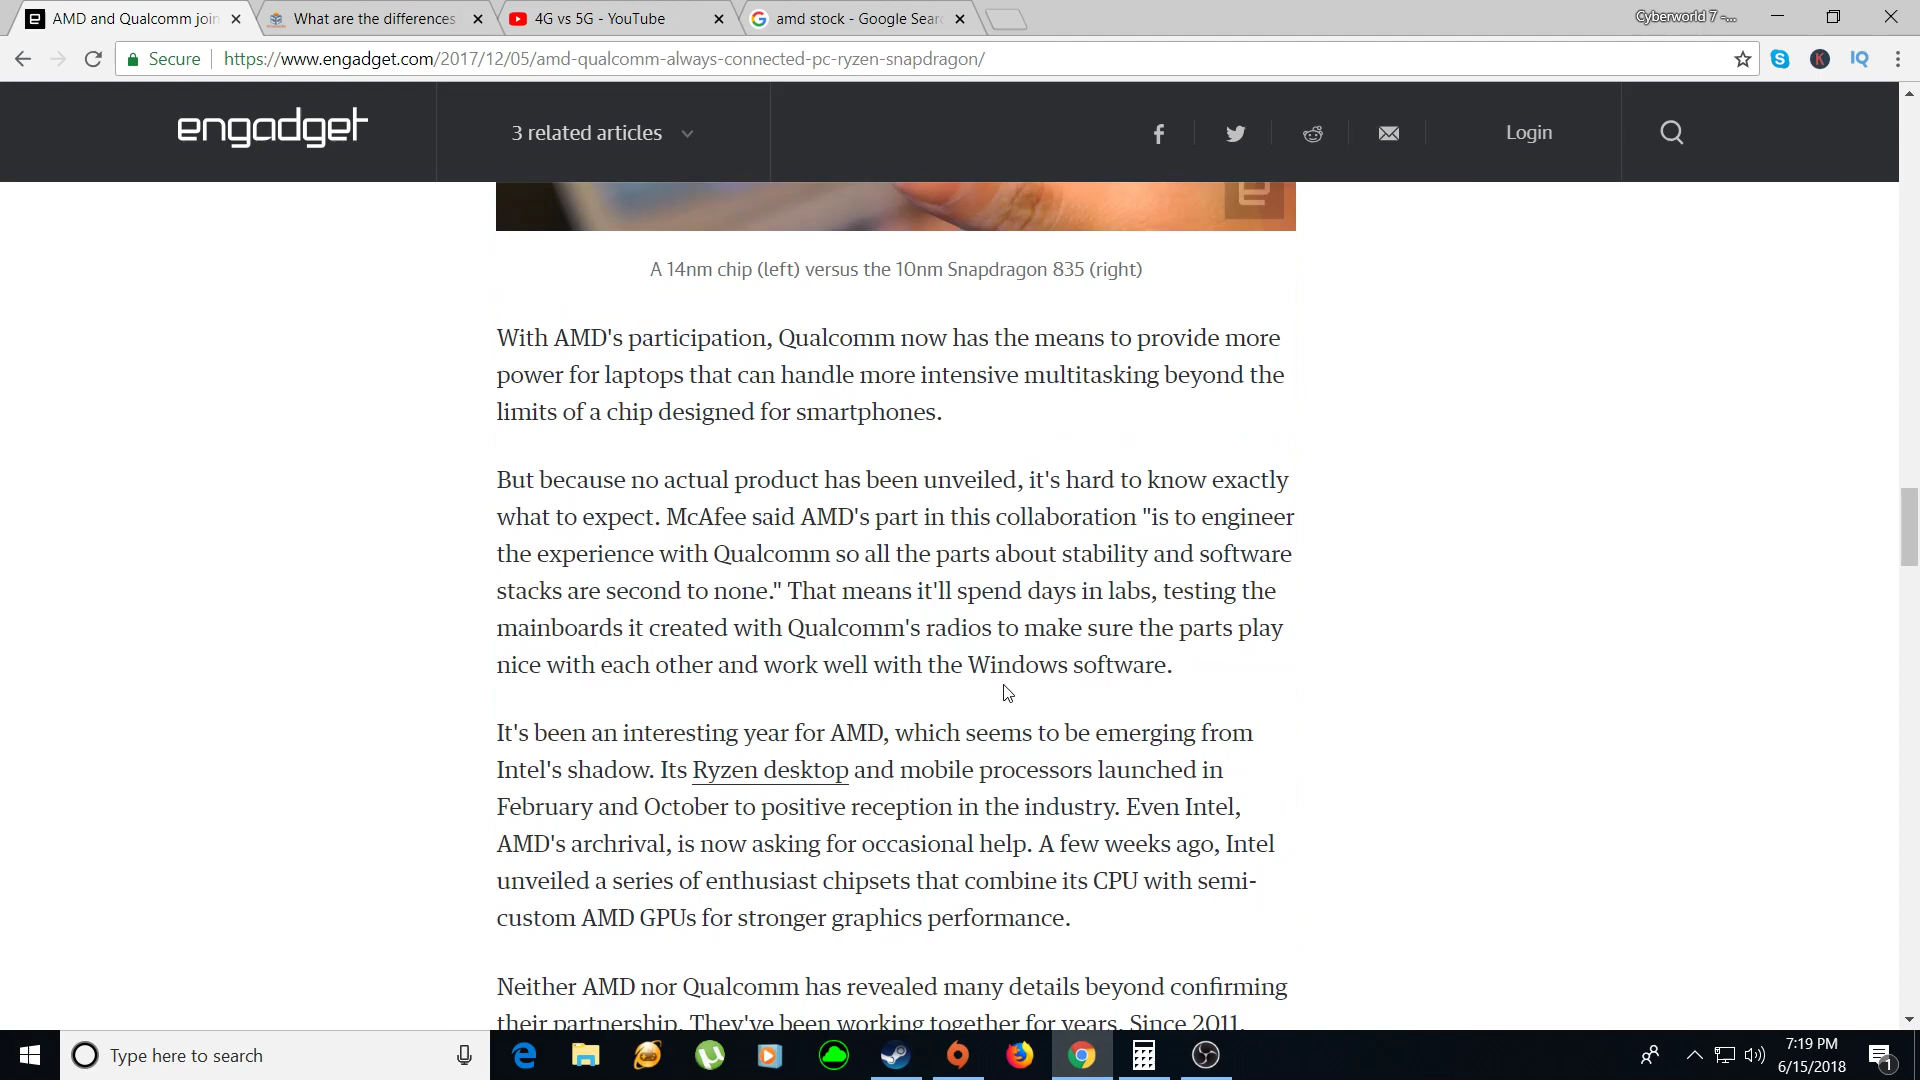 AMD and Qualcomm join
What are the differences
4G vs 5G - YouTube
amd stock - Google Sear
Cyberworld 7 -...
Secure
https://www.engadget.com/2017/12/05/amd-qualcomm-always-connected-pc-ryzen-snapdragon/
engadget
3 related articles
Login
A 14nm chip (left) versus the 10nm Snapdragon 835 (right)
With AMD's participation, Qualcomm now has the means to provide more
power for laptops that can handle more intensive multitasking beyond the
limits of a chip designed for smartphones.
But because no actual product has been unveiled, it's hard to know exactly
what to expect. McAfee said AMD's part in this collaboration "is to engineer
the experience with Qualcomm so all the parts about stability and software
stacks are second to none." That means it'll spend days in labs, testing the
mainboards it created with Qualcomm's radios to make sure the parts play
nice with each other and work well with the Windows software.
It's been an interesting year for AMD, which seems to be emerging from
Intel's shadow. Its Ryzen desktop and mobile processors launched in
February and October to positive reception in the industry. Even Intel,
AMD's archrival, is now asking for occasional help. A few weeks ago, Intel
unveiled a series of enthusiast chipsets that combine its CPU with semi-
custom AMD GPUs for stronger graphics performance.
Neither AMD nor Qualcomm has revealed many details beyond confirming
their partnership. They've been working together for years. Since 2011,
Type here to search
7:19 PM
6/15/2018
1